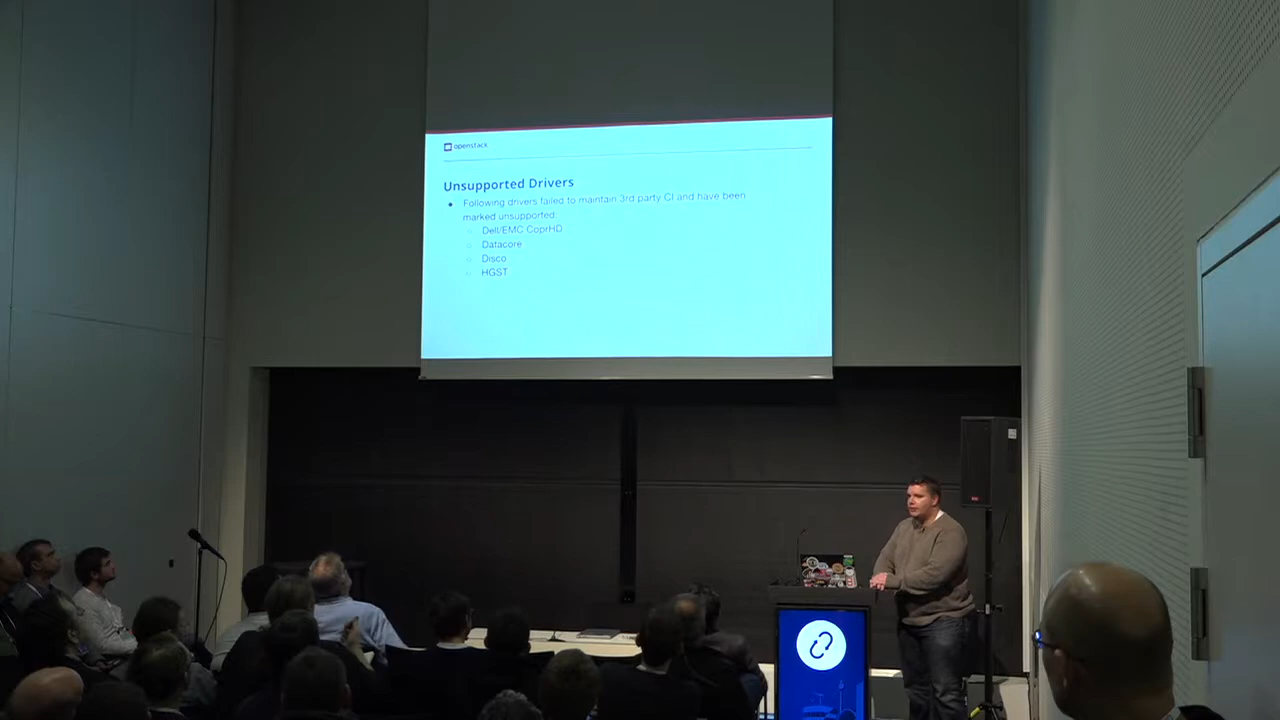 openstack
Unsupported Drivers
Following drivers failed to maintain 3rd party CI and have been
marked unsupported:
Dell/EMC CoprHD
Datacore
Disco
HGST